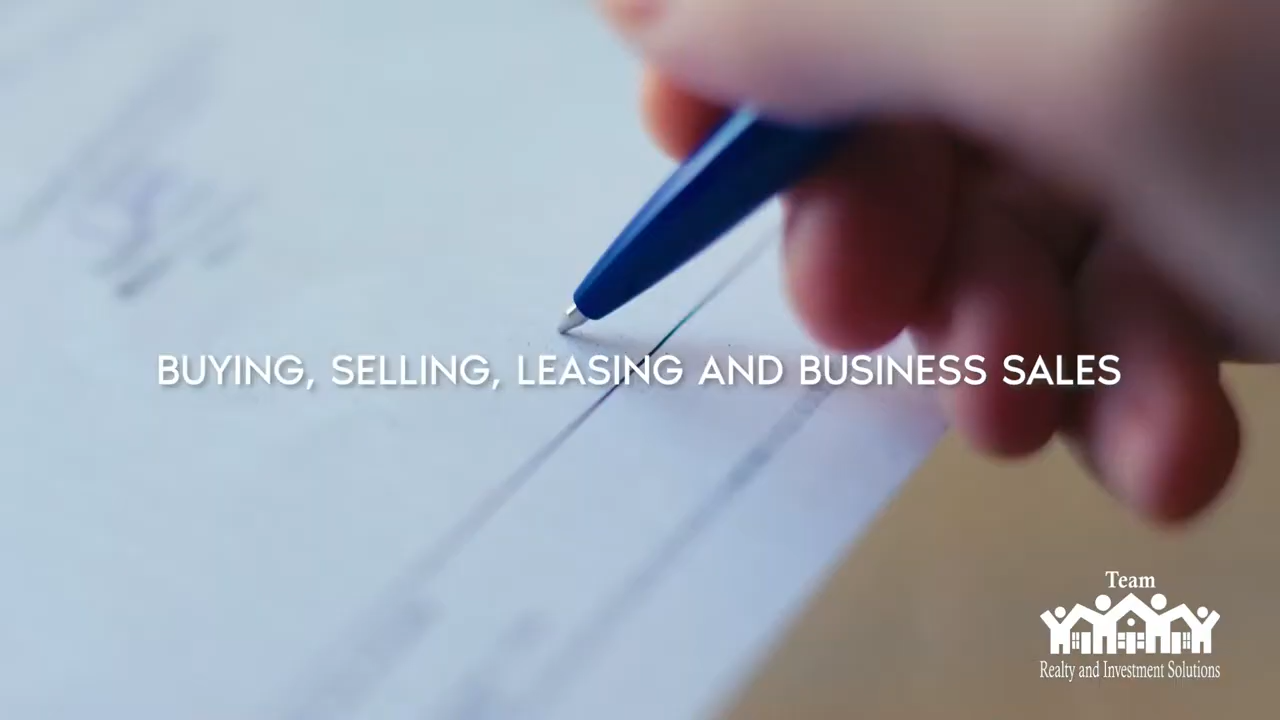 BUYING, SELLING, LEASING AND BUSINESS SALES
Team
Realty and Investment Solutions